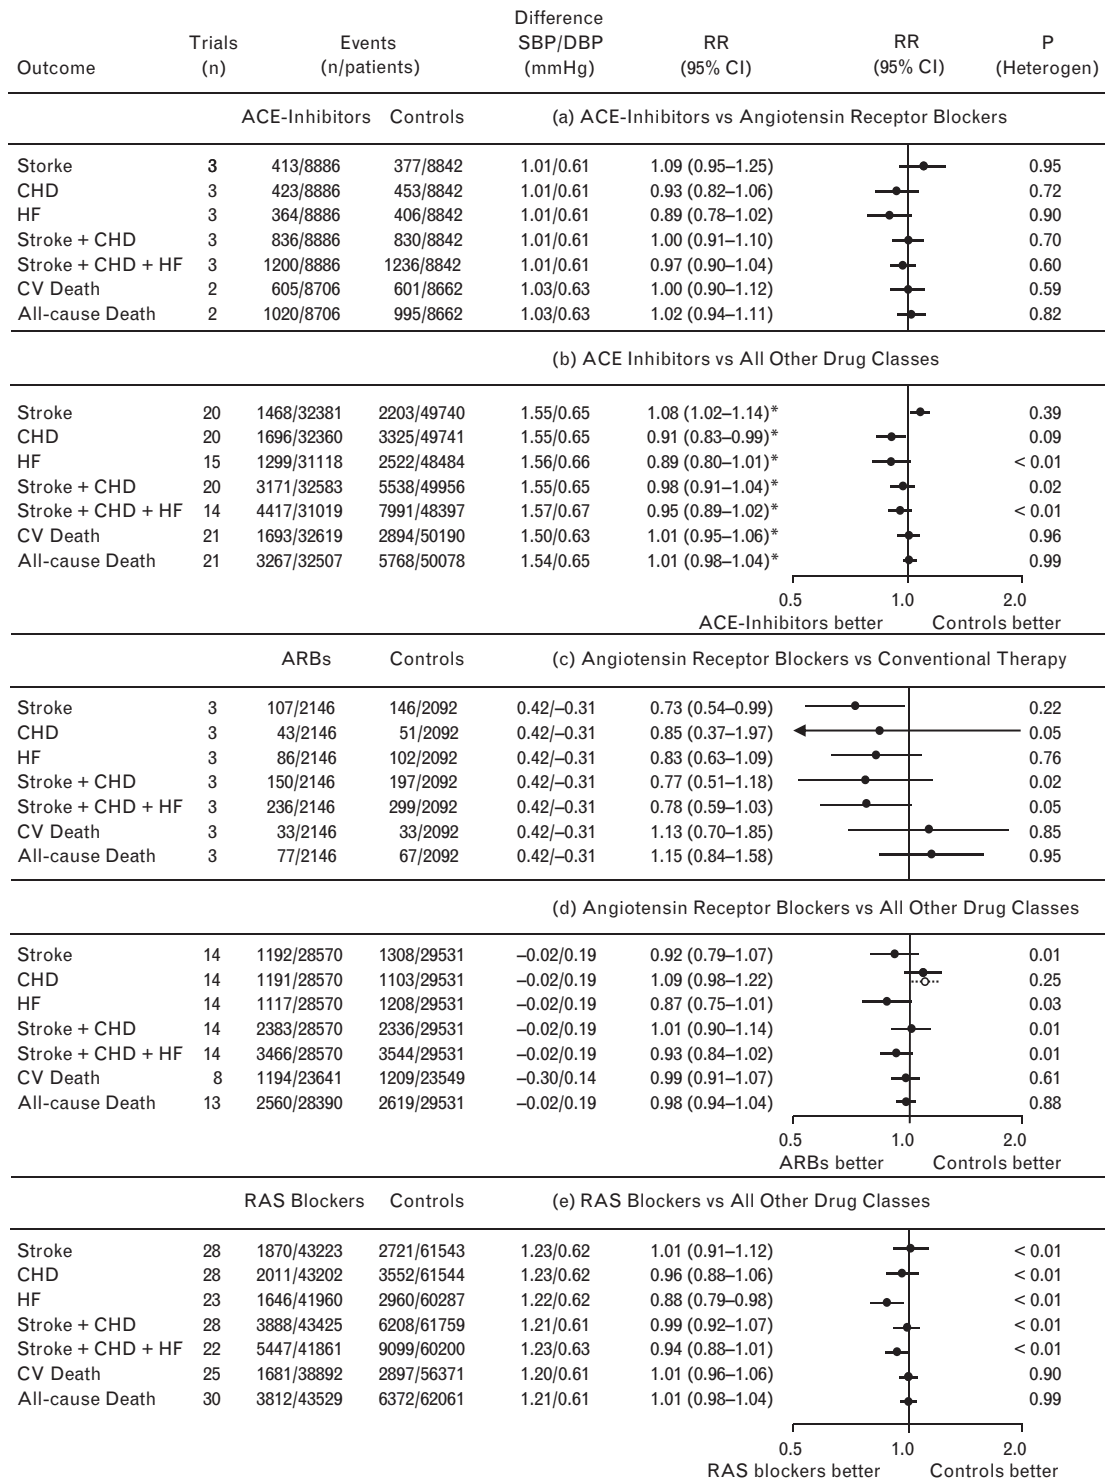 Difference
Trials Events SBP/DBP RR RR P
Outcome (n) (n/patients) (mmHg) (95% CI) (95% CI) (Heterogen)
ACE-Inhibitors Controls (a) ACE-Inhibitors vs Angiotensin Receptor Blockers
Storke 3 413/8886 377/8842 1.01/0.61 1.09 (0.95–1.25) 0.95
CHD 3 423/8886 453/8842 1.01/0.61 0.93 (0.82–1.06) 0.72
HF 3 364/8886 406/8842 1.01/0.61 0.89 (0.78–1.02) 0.90
Stroke + CHD 3 836/8886 830/8842 1.01/0.61 1.00 (0.91–1.10) 0.70
Stroke + CHD + HF 3 1200/8886 1236/8842 1.01/0.61 0.97 (0.90–1.04) 0.60
CV Death 2 605/8706 601/8662 1.03/0.63 1.00 (0.90–1.12) 0.59
All-cause Death 2 1020/8706 995/8662 1.03/0.63 1.02 (0.94–1.11) 0.82
(b) ACE Inhibitors vs All Other Drug Classes
Stroke 20 1468/32381 2203/49740 1.55/0.65 1.08 (1.02–1.14)* 0.39
CHD 20 1696/32360 3325/49741 1.55/0.65 0.91 (0.83–0.99)* 0.09
HF 15 1299/31118 2522/48484 1.56/0.66 0.89 (0.80–1.01)* < 0.01
Stroke + CHD 20 3171/32583 5538/49956 1.55/0.65 0.98 (0.91–1.04)* 0.02
Stroke + CHD + HF 14 4417/31019 7991/48397 1.57/0.67 0.95 (0.89–1.02)* < 0.01
CV Death 21 1693/32619 2894/50190 1.50/0.63 1.01 (0.95–1.06)* 0.96
All-cause Death 21 3267/32507 5768/50078 1.54/0.65 1.01 (0.98–1.04)* 0.99
0.5 1.0 2.0
ACE-Inhibitors better Controls better
ARBs Controls (c) Angiotensin Receptor Blockers vs Conventional Therapy
Stroke 3 107/2146 146/2092 0.42/–0.31 0.73 (0.54–0.99) 0.22
CHD 3 43/2146 51/2092 0.42/–0.31 0.85 (0.37–1.97) 0.05
HF 3 86/2146 102/2092 0.42/–0.31 0.83 (0.63–1.09) 0.76
Stroke + CHD 3 150/2146 197/2092 0.42/–0.31 0.77 (0.51–1.18) 0.02
Stroke + CHD + HF 3 236/2146 299/2092 0.42/–0.31 0.78 (0.59–1.03) 0.05
CV Death 3 33/2146 33/2092 0.42/–0.31 1.13 (0.70–1.85) 0.85
All-cause Death 3 77/2146 67/2092 0.42/–0.31 1.15 (0.84–1.58) 0.95
(d) Angiotensin Receptor Blockers vs All Other Drug Classes
Stroke 14 1192/28570 1308/29531 –0.02/0.19 0.92 (0.79–1.07) 0.01
CHD 14 1191/28570 1103/29531 –0.02/0.19 1.09 (0.98–1.22) 0.25
HF 14 1117/28570 1208/29531 –0.02/0.19 0.87 (0.75–1.01) 0.03
Stroke + CHD 14 2383/28570 2336/29531 –0.02/0.19 1.01 (0.90–1.14) 0.01
Stroke + CHD + HF 14 3466/28570 3544/29531 –0.02/0.19 0.93 (0.84–1.02) 0.01
CV Death 8 1194/23641 1209/23549 –0.30/0.14 0.99 (0.91–1.07) 0.61
All-cause Death 13 2560/28390 2619/29531 –0.02/0.19 0.98 (0.94–1.04) 0.88
0.5 1.0 2.0
ARBs better Controls better
RAS Blockers Controls (e) RAS Blockers vs All Other Drug Classes
Stroke 28 1870/43223 2721/61543 1.23/0.62 1.01 (0.91–1.12) < 0.01
CHD 28 2011/43202 3552/61544 1.23/0.62 0.96 (0.88–1.06) < 0.01
HF 23 1646/41960 2960/60287 1.22/0.62 0.88 (0.79–0.98) < 0.01
Stroke + CHD 28 3888/43425 6208/61759 1.21/0.61 0.99 (0.92–1.07) < 0.01
Stroke + CHD + HF 22 5447/41861 9099/60200 1.23/0.63 0.94 (0.88–1.01) < 0.01
CV Death 25 1681/38892 2897/56371 1.20/0.61 1.01 (0.96–1.06) 0.90
All-cause Death 30 3812/43529 6372/62061 1.21/0.61 1.01 (0.98–1.04) 0.99
0.5 1.0 2.0
RAS blockers better Controls better